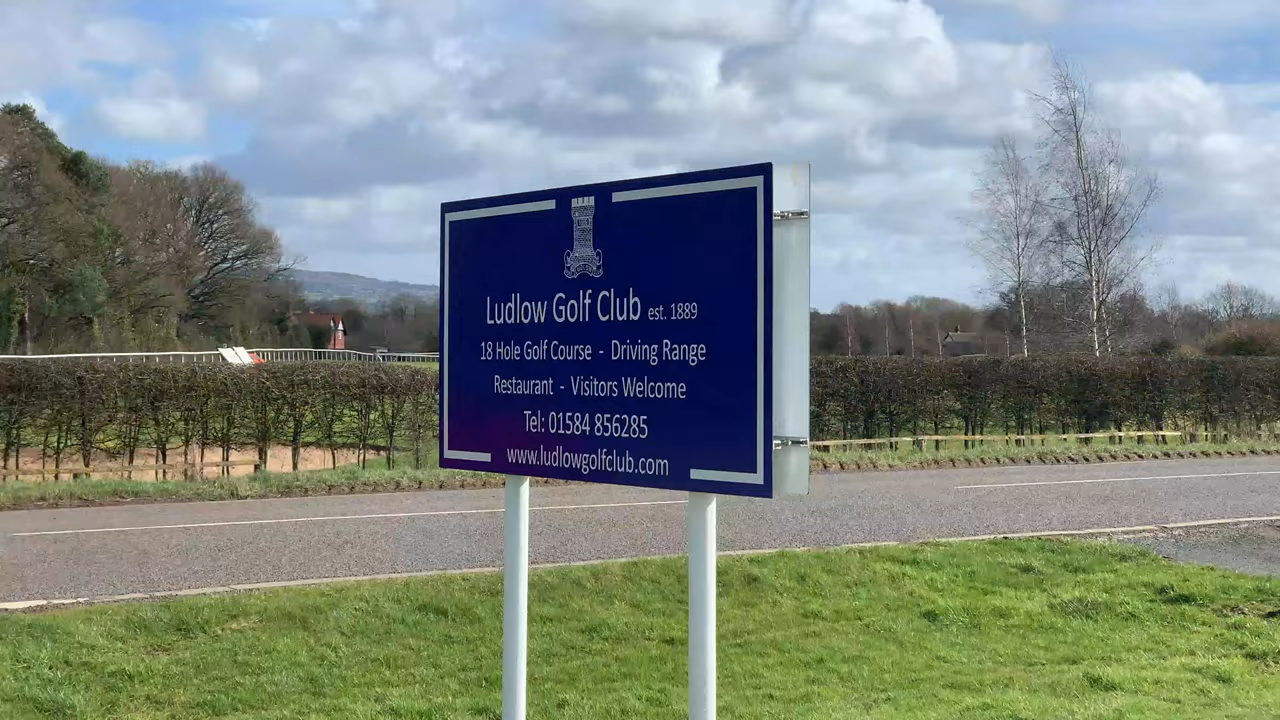 Ludlow Golf Club est. 1889
18 Hole Golf Course - Driving Range
Restaurant - Visitors Welcome
Tel: 01584 856285
www.ludlowgolfclub.com